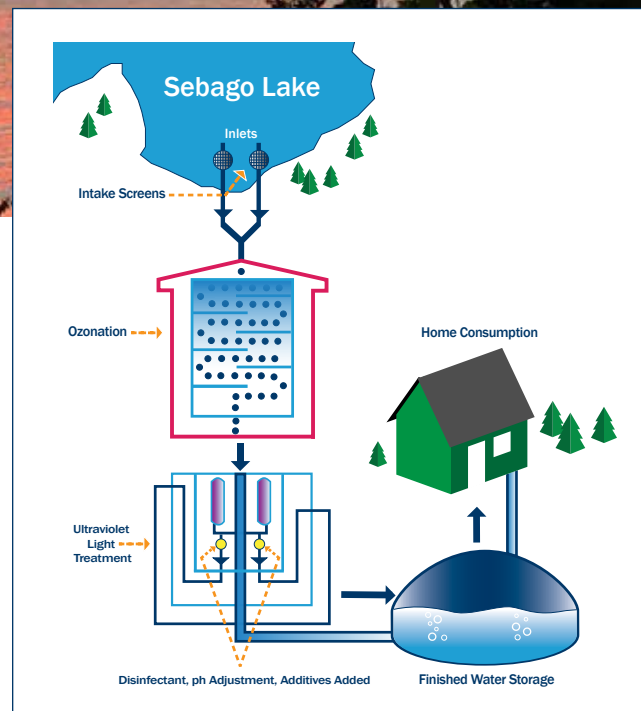 Sebago Lake
Inlets
Intake Screens
Ozonation
Home Consumption
Ultraviolet
Light
Treatment
Disinfectant, ph Adjustment, Additives Added
Finished Water Storage